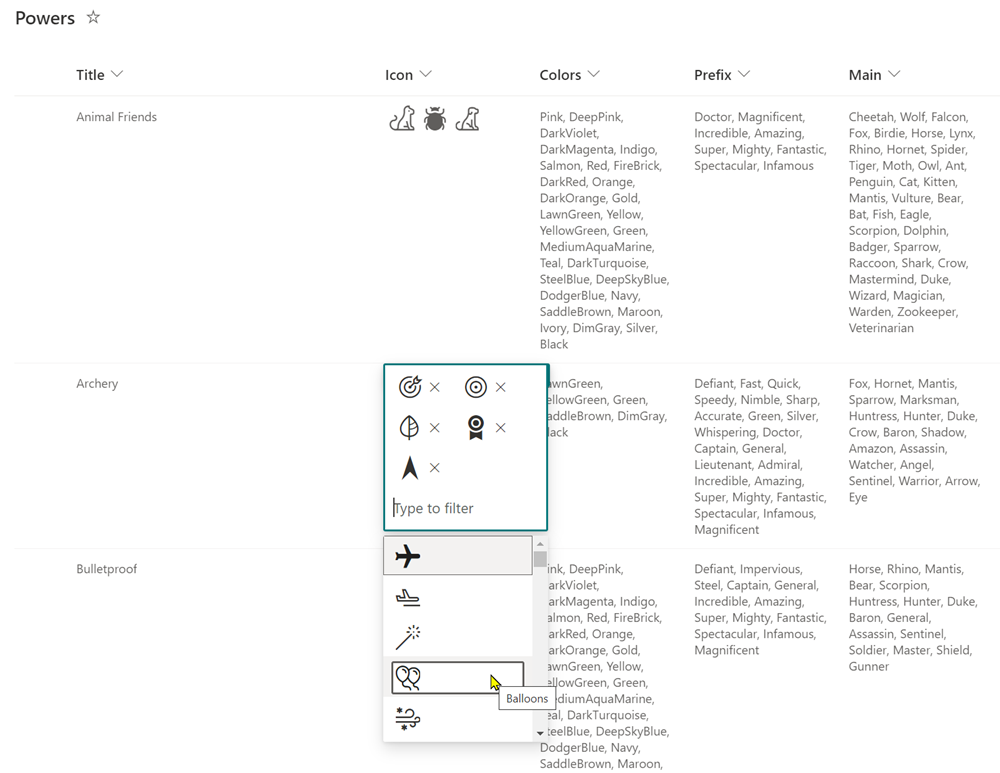 Powers
Title
Icon
Colors
Prefix
Main
Animal Friends
Pink, DeepPink,
DarkViolet,
DarkMagenta, Indigo,
Salmon, Red, FireBrick,
DarkRed, Orange,
DarkOrange, Gold,
LawnGreen, Yellow,
YellowGreen, Green,
MediumAquaMarine,
Teal, DarkTurquoise,
SteelBlue, DeepSkyBlue,
DodgerBlue, Navy,
SaddleBrown, Maroon,
Ivory, DimGray, Silver,
Black
Doctor, Magnificent,
Incredible, Amazing,
Super, Mighty, Fantastic,
Spectacular, Infamous
Cheetah, Wolf, Falcon,
Fox, Birdie, Horse, Lynx,
Rhino, Hornet, Spider,
Tiger, Moth, Owl, Ant,
Penguin, Cat, Kitten,
Mantis, Vulture, Bear,
Bat, Fish, Eagle,
Scorpion, Dolphin,
Badger, Sparrow,
Raccoon, Shark, Crow,
Mastermind, Duke,
Wizard, Magician,
Warden, Zookeeper,
Veterinarian
Archery
Type to filter
Balloons
awnGreen,
ellowGreen, Green,
addleBrown, DimGray,
lack
Defiant, Fast, Quick,
Speedy, Nimble, Sharp,
Accurate, Green, Silver,
Whispering, Doctor,
Captain, General,
Lieutenant, Admiral,
Incredible, Amazing,
Super, Mighty, Fantastic,
Spectacular, Infamous,
Magnificent
Fox, Hornet, Mantis,
Sparrow, Marksman,
Huntress, Hunter, Duke,
Crow, Baron, Shadow,
Amazon, Assassin,
Watcher, Angel,
Sentinel, Warrior, Arrow,
Eye
Bulletproof
ink, DeepPink,
arkViolet,
arkMagenta, Indigo,
almon, Red, FireBrick,
arkRed, Orange,
arkOrange, Gold,
awnGreen, Yellow,
ellowGreen, Green,
ediumAquaMarine,
eal, DarkTurquoise,
teelBlue, DeepSkyBlue,
DodgerBlue, Navy,
SaddleBrown, Maroon,
Defiant, Impervious,
Steel, Captain, General,
Incredible, Amazing,
Super, Mighty, Fantastic,
Spectacular, Infamous,
Magnificent
Horse, Rhino, Mantis,
Bear, Scorpion,
Huntress, Hunter, Duke,
Baron, General,
Assassin, Sentinel,
Soldier, Master, Shield,
Gunner